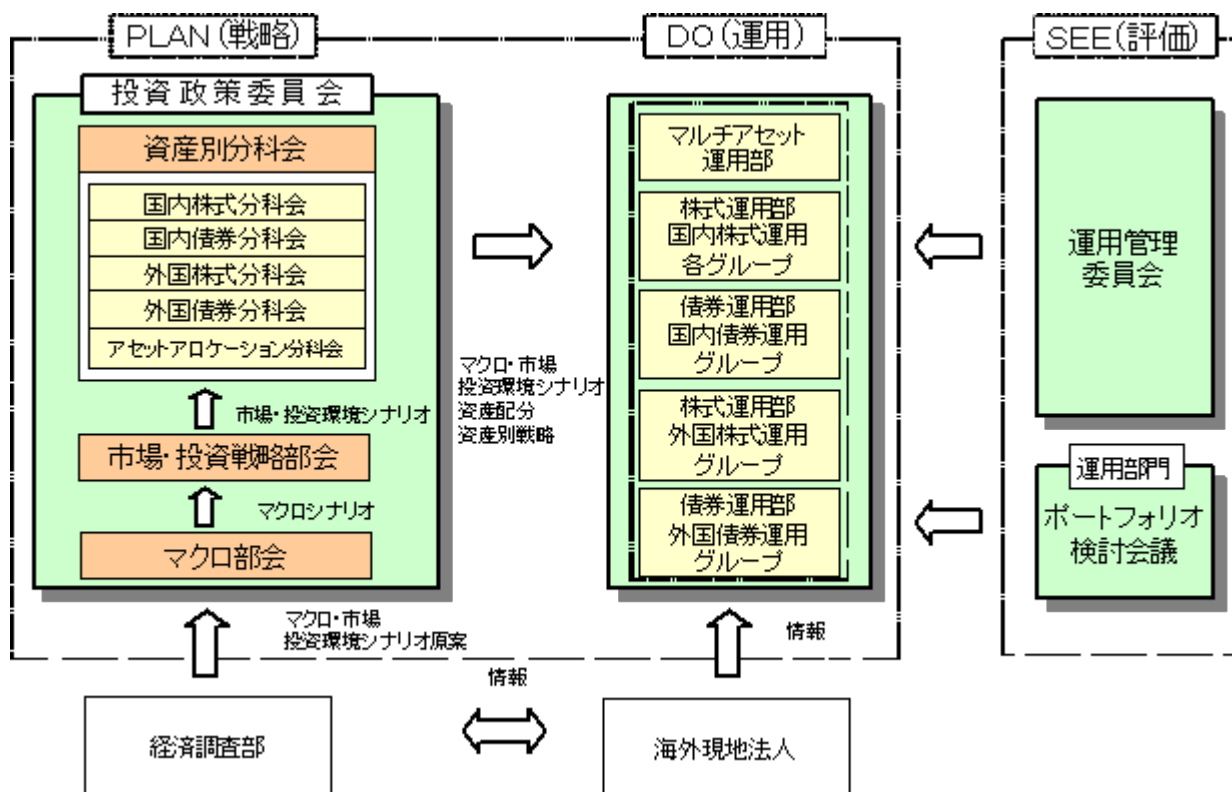 PLAN(戦略)
投資政策委員会
資産別分科会
国内株式分科会
国内債券分科会
外国株式分科会
外国債券分科会
アセットアロケーション分科会
市場・投資環境シナリオ
市場・投資戦略部会
マクロシナリオ
マクロ部会
マクロ・市場
投資環境シナリオ原案
経済調査部
マクロ・市場
投資環境シナリオ
資産配分
資産別戦略
情報
DO(運用)
マルチアセット
運用部
株式運用部
国内株式運用
各グループ
債券運用部
国内債券運用
グループ
株式運用部
外国株式運用
グループ
債券運用部
外国債券運用
グループ
情報
海外現地法人
SEE(評価)
運用管理
委員会
運用部門
ポートフォリオ
検討会議